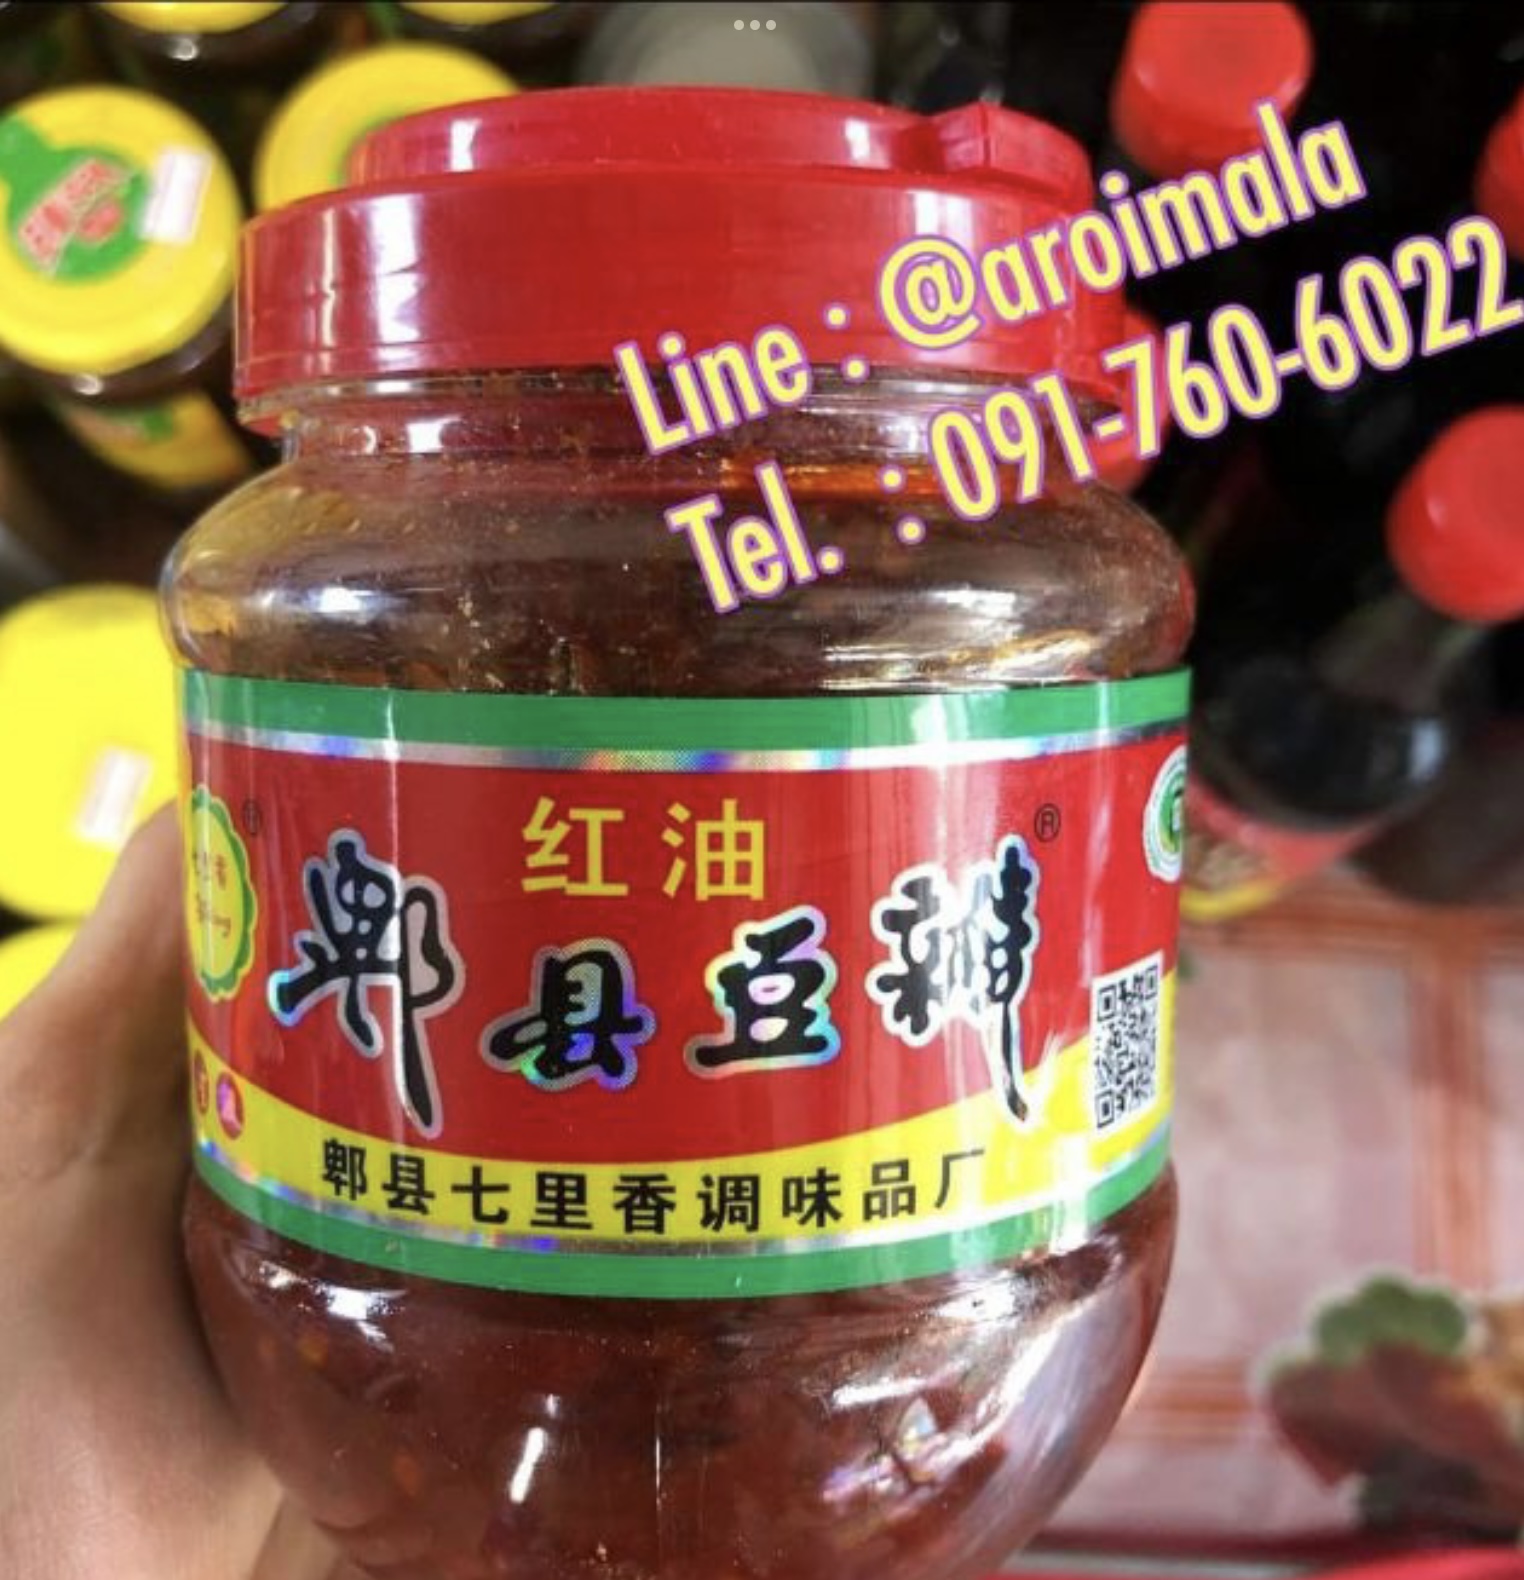 Line : @aroimala
Tel. : 091-760-6022
红油
郫县豆瓣
®
郫县七里香调味品厂